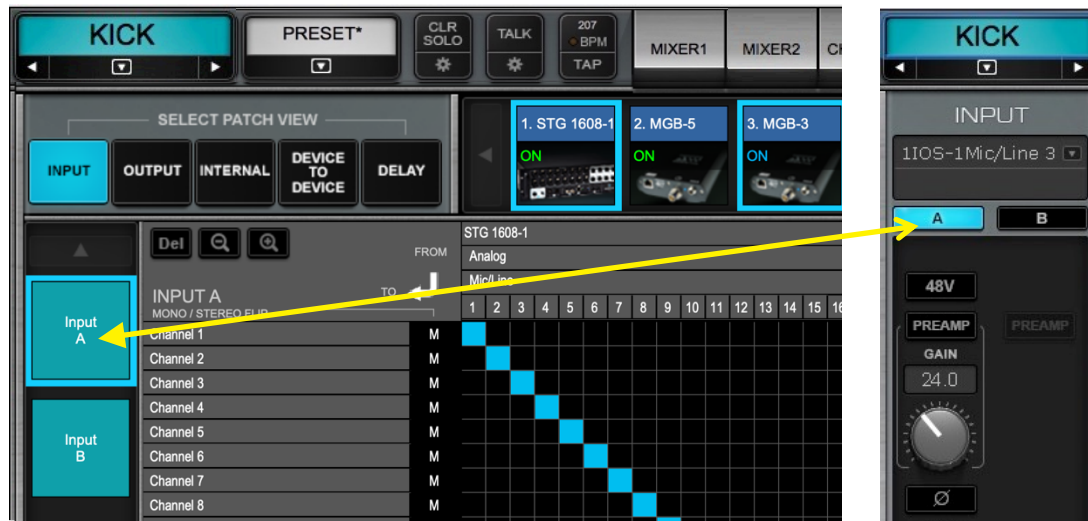 KICK
PRESET*
CLR SOLO
TALK
207
BPM
TAP
MIXER1
MIXER2
SELECT PATCH VIEW
INPUT
OUTPUT
INTERNAL
DEVICE TO DEVICE
DELAY
1. STG 1608-1
ON
2. MGB-5
ON
3. MGB-3
ON
Del
FROM
TO
INPUT A
MONO / STEREO FLIP
STG 1608-1
Analog
Mic/Line
1 2 3 4 5 6 7 8 9 10 11 12 13 14 15 16
Input A
Input B
Channel 1 M
Channel 2 M
Channel 3 M
Channel 4 M
Channel 5 M
Channel 6 M
Channel 7 M
Channel 8 M
KICK
INPUT
1IOS-1Mic/Line 3
A
B
48V
PREAMP
PREAMP
GAIN
24.0
Ø